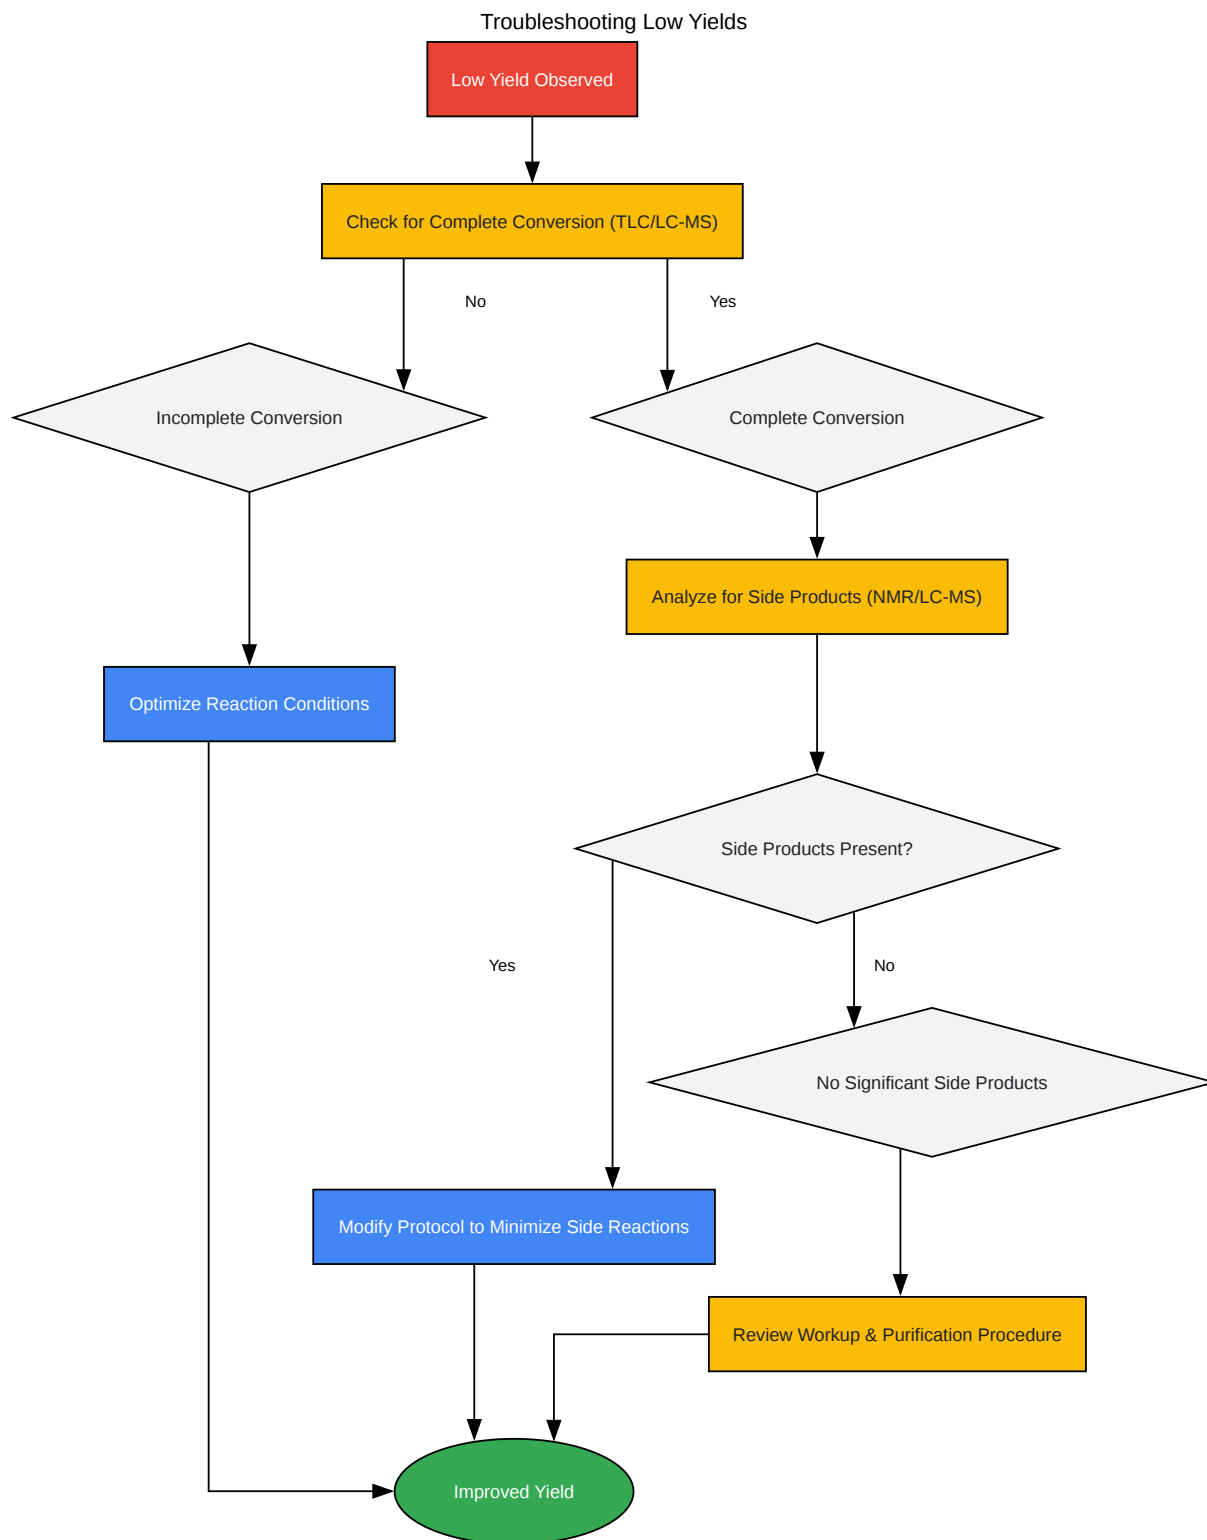 Troubleshooting Low Yields
Low Yield Observed
Check for Complete Conversion (TLC/LC-MS)
No
Yes
Incomplete Conversion
Complete Conversion
Analyze for Side Products (NMR/LC-MS)
Optimize Reaction Conditions
Side Products Present?
Yes
No
No Significant Side Products
Modify Protocol to Minimize Side Reactions
Review Workup & Purification Procedure
Improved Yield